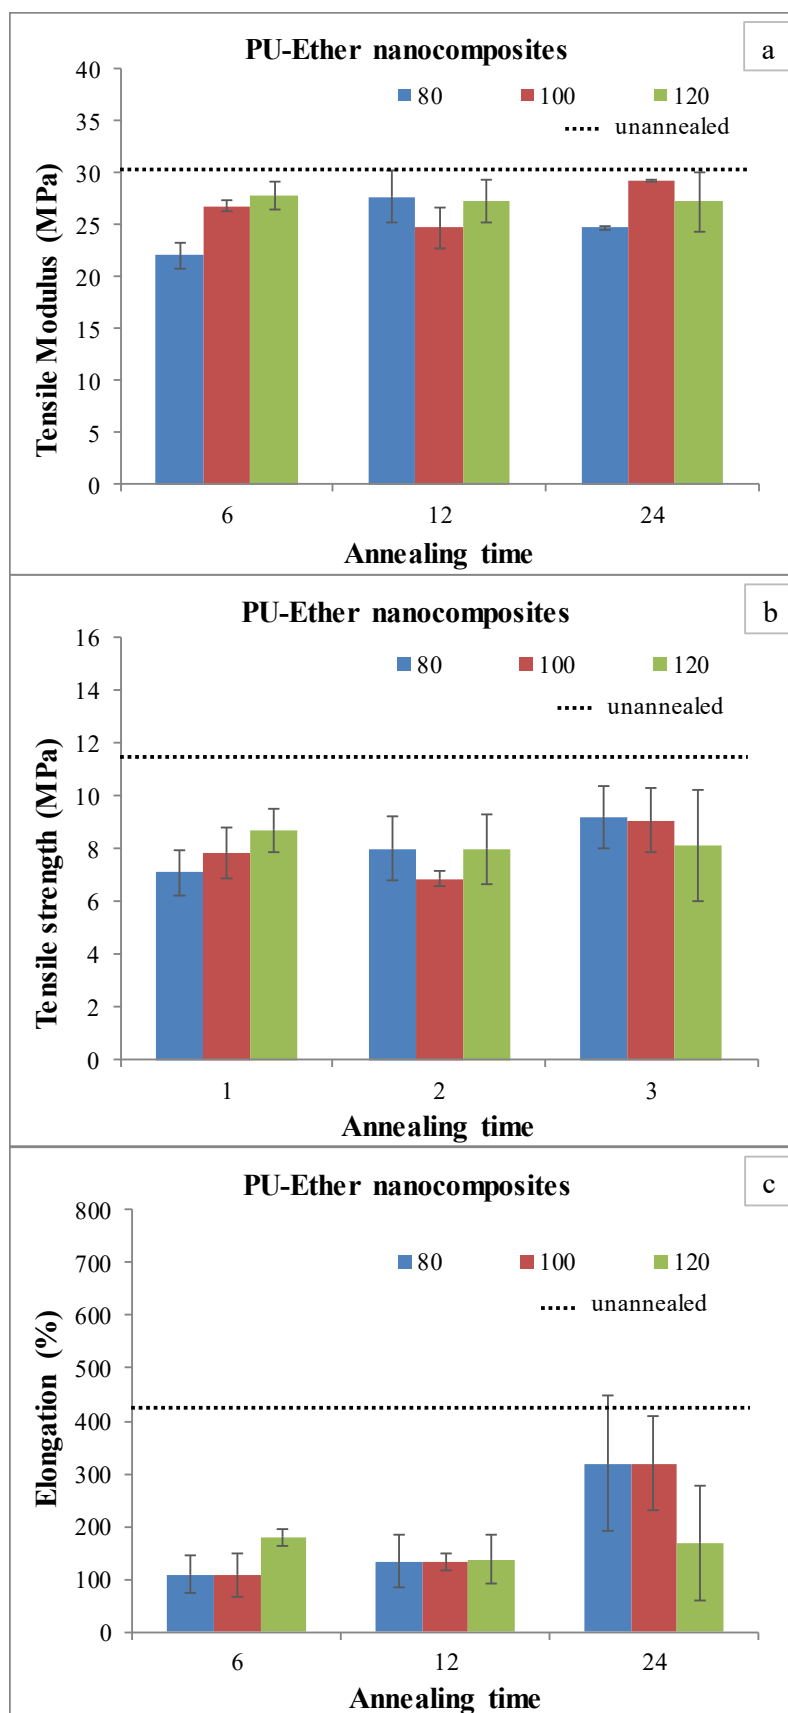 PU-Ether nanocomposites
a
80 100 120
unannealed
40
35
30
25
20
15
10
5
0
Tensile Modulus (MPa)
6 12 24
Annealing time
PU-Ether nanocomposites
b
80 100 120
unannealed
16
14
12
10
8
6
4
2
0
Tensile strength (MPa)
1 2 3
Annealing time
PU-Ether nanocomposites
c
80 100 120
unannealed
800
700
600
500
400
300
200
100
0
Elongation (%)
6 12 24
Annealing time